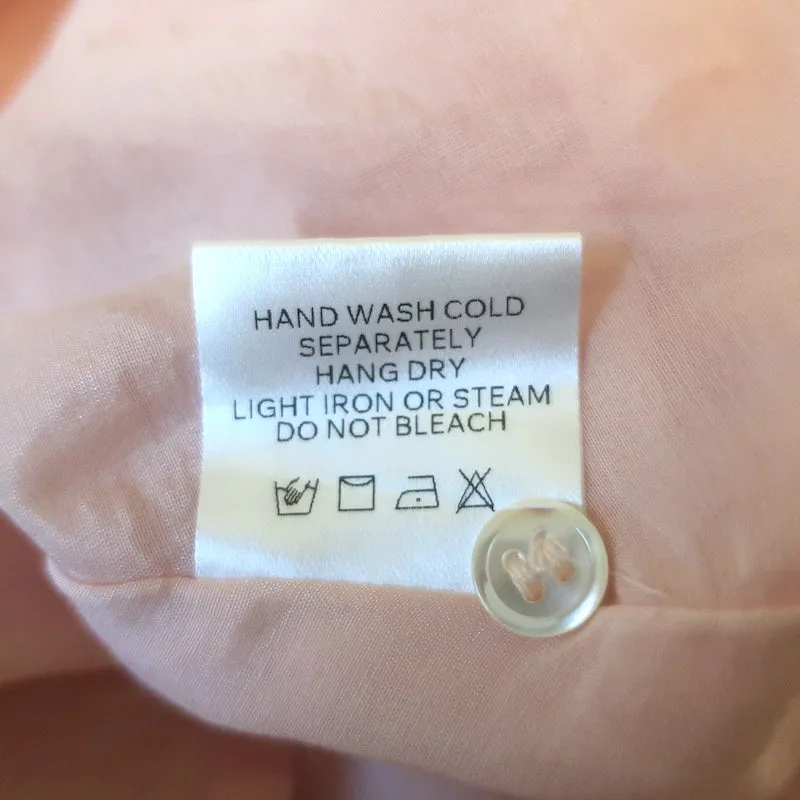 HAND WASH COLD
SEPARATELY
HANG DRY
LIGHT IRON OR STEAM
DO NOT BLEACH